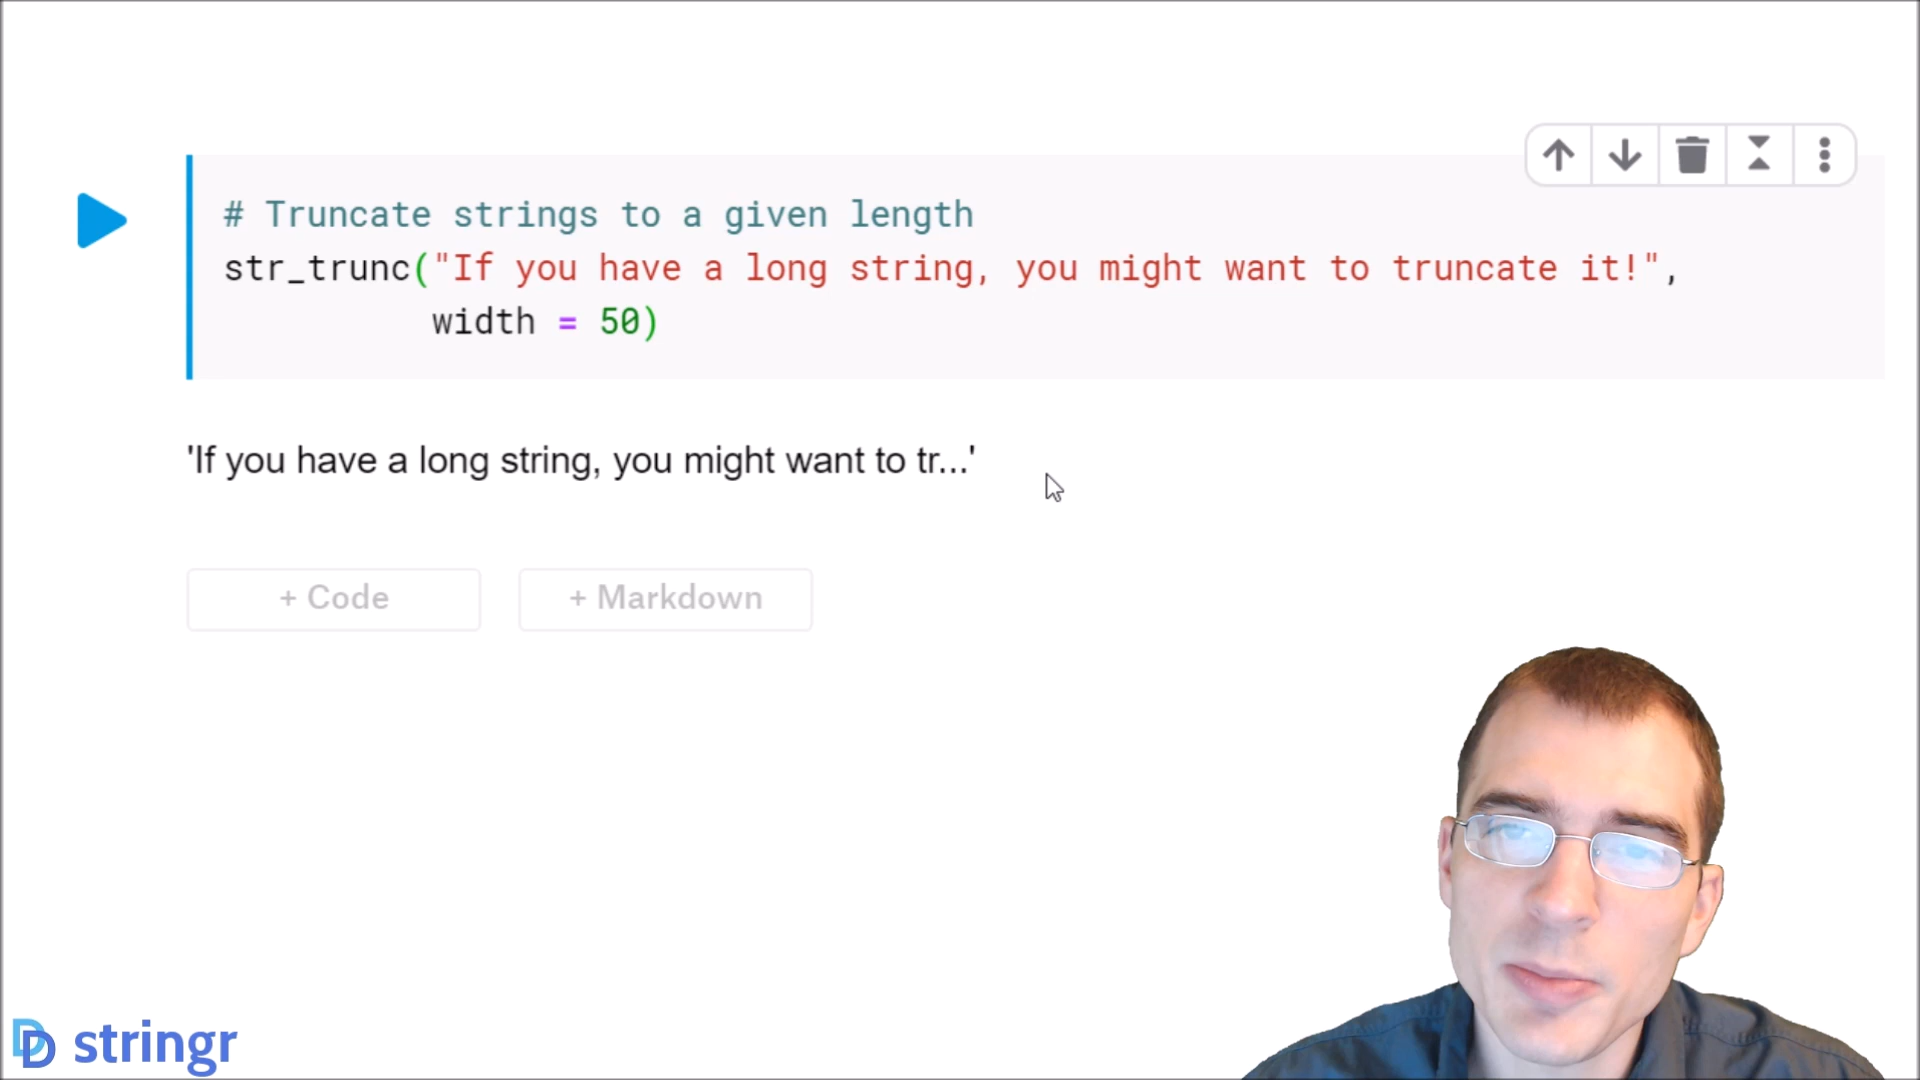 # Truncate strings to a given length
str_trunc("If you have a long string, you might want to truncate it!",
width = 50)
'If you have a long string, you might want to tr...'
+ Code
+ Markdown
stringr